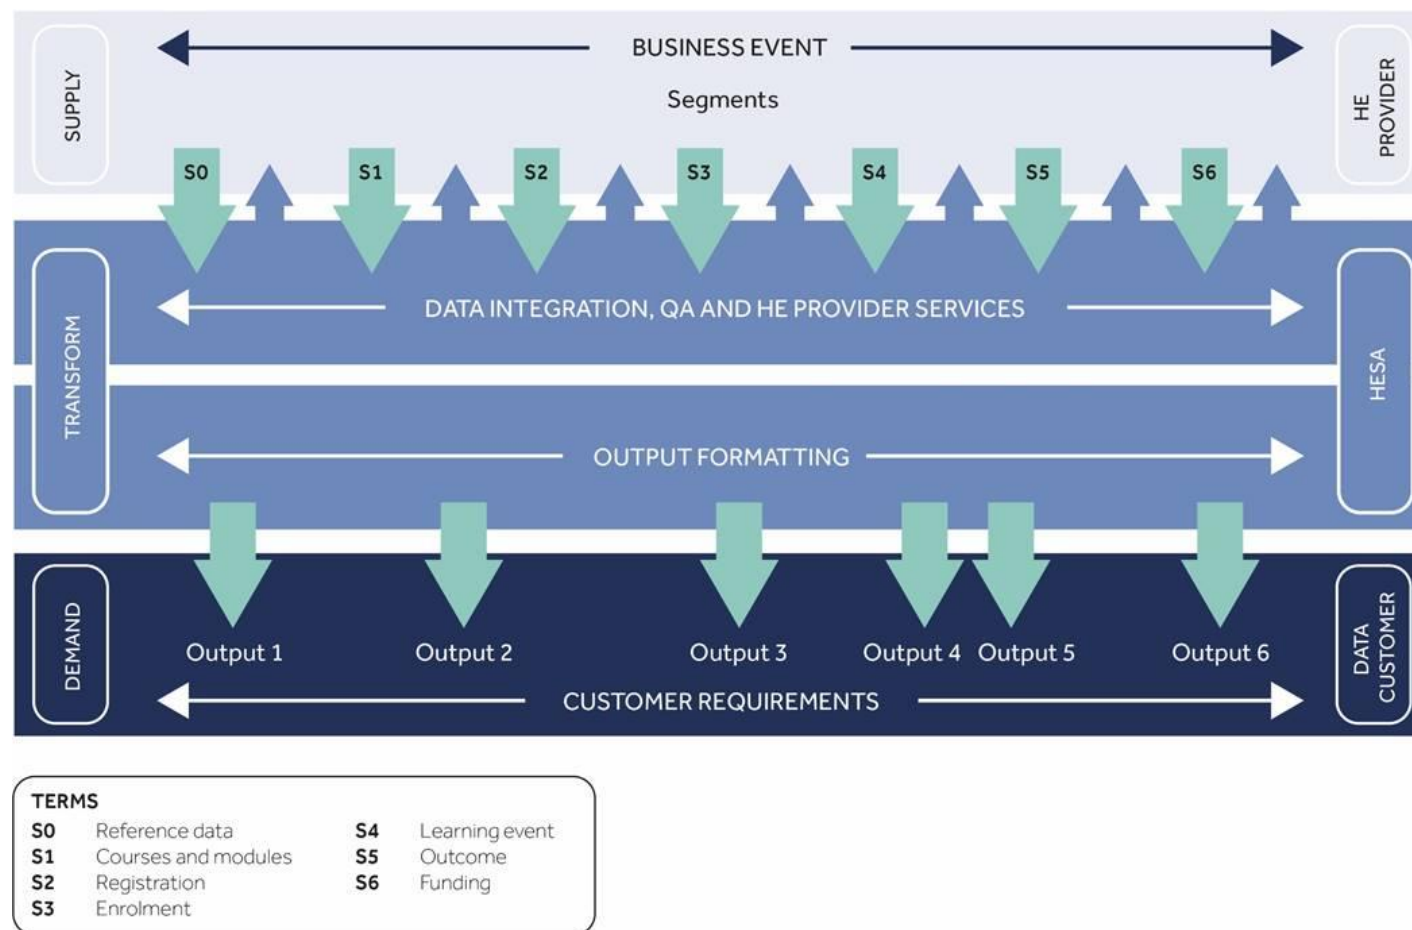 SUPPLY
BUSINESS EVENT
HE
PROVIDER
Segments
S0
S1
S2
S3
S4
S5
S6
TRANSFORM
DATA INTEGRATION, QA AND HE PROVIDER SERVICES
HESA
OUTPUT FORMATTING
DEMAND
Output 1
Output 2
Output 3
Output 4
Output 5
Output 6
DATA
CUSTOMER
CUSTOMER REQUIREMENTS
TERMS
S0 Reference data
S1 Courses and modules
S2 Registration
S3 Enrolment
S4 Learning event
S5 Outcome
S6 Funding